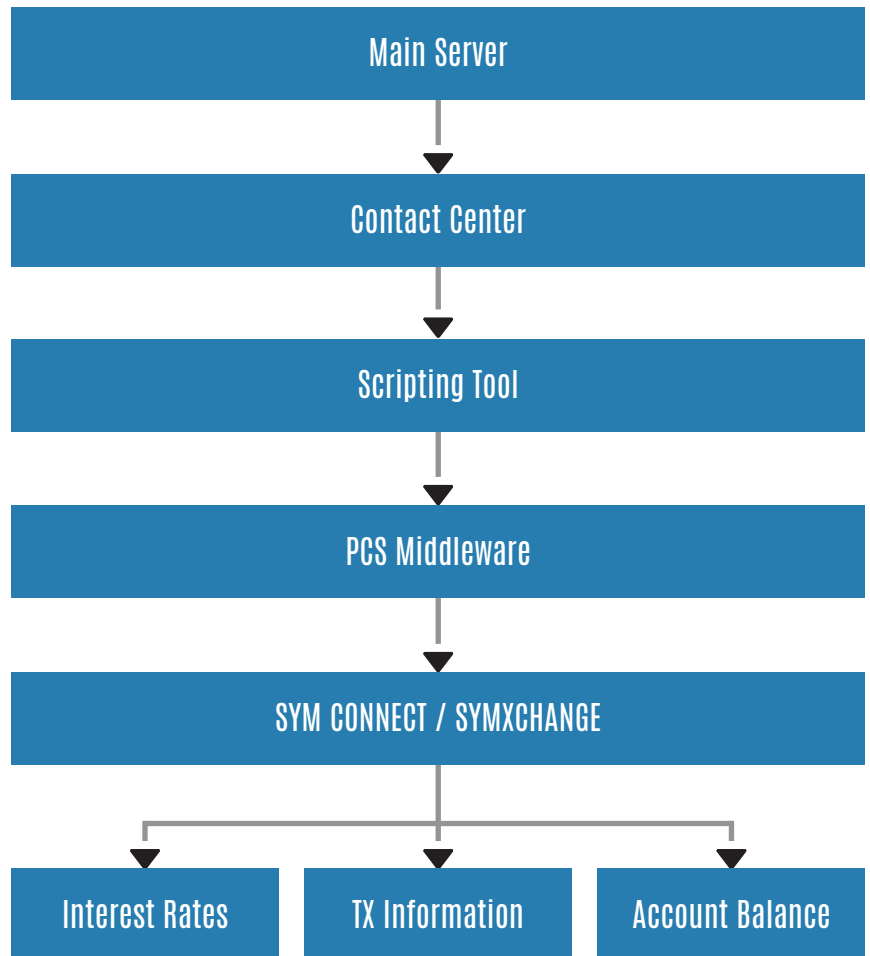 Main Server
Contact Center
Scripting Tool
PCS Middleware
SYM CONNECT / SYMXCHANGE
Interest Rates
TX Information
Account Balance